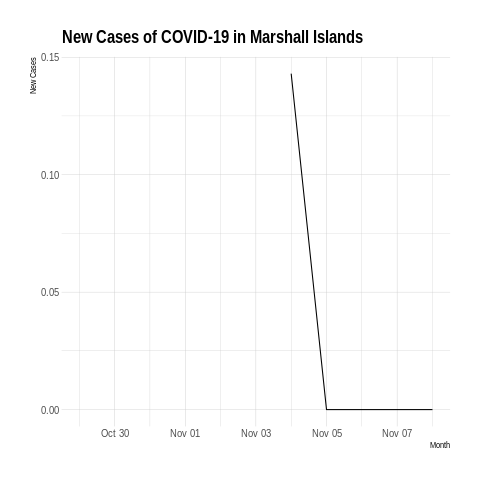 New Cases of COVID-19 in Marshall Islands
New Cases
0.15
0.10
0.05
0.00
Oct 30 Nov 01 Nov 03 Nov 05 Nov 07
Month